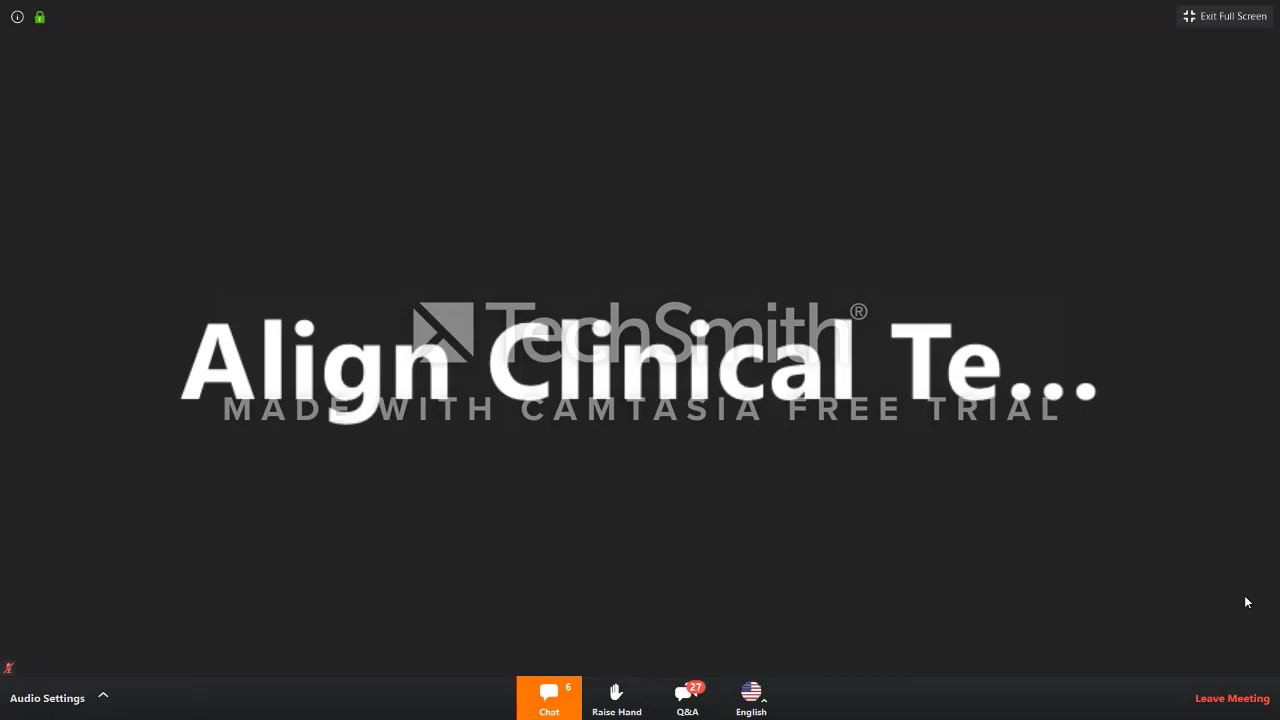 Exit Full Screen
TechSmith®
Align Clinical Te...
MADE WITH CAMTASIA FREE TRIAL
Audio Settings
6
Chat
Raise Hand
27
Q&A
English
Leave Meeting